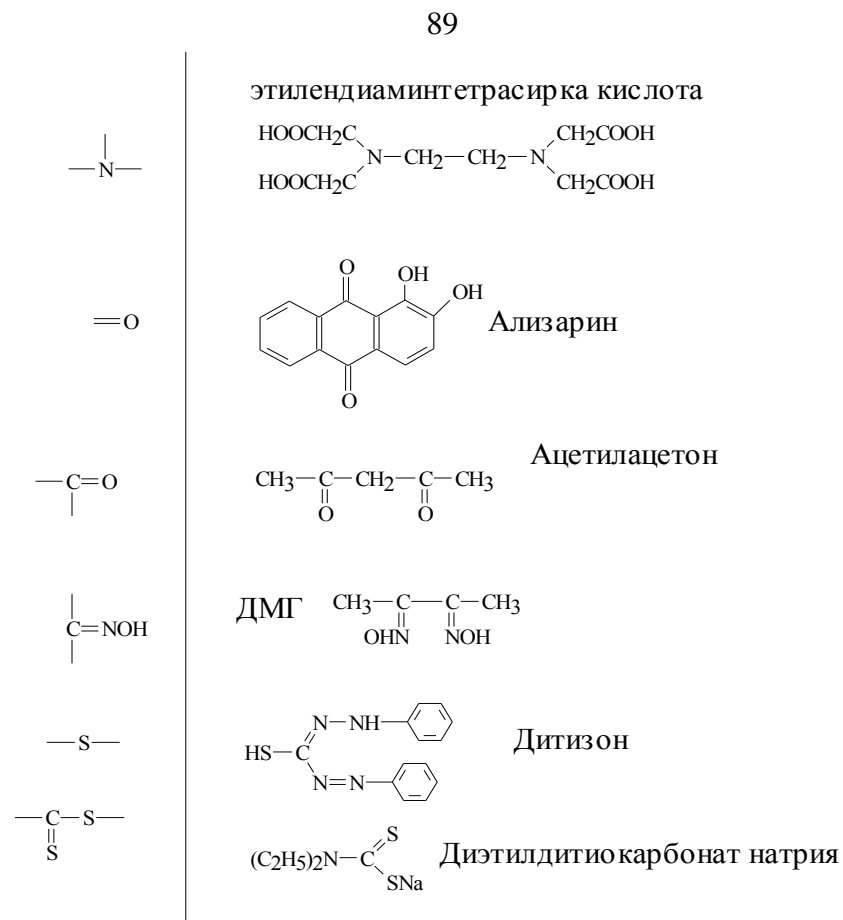 89
этилендиаминтетрасирка кислота
HOOCH2C CH2COOH
—N— N—CH2—CH2—N
HOOCH2C CH2COOH
O OH
=O OH Ализарин
O
Ацетилацетон
—C=O CH3—C—CH2—C—CH3
O O
ДМГ CH3—C—C—CH3
C=NOH OHN NOH
N—NH
—S— HS—C Дитизон
N=N
—C—S— S
S (C2H5)2N—C Диэтилдитиокарбонат натрия
SNa